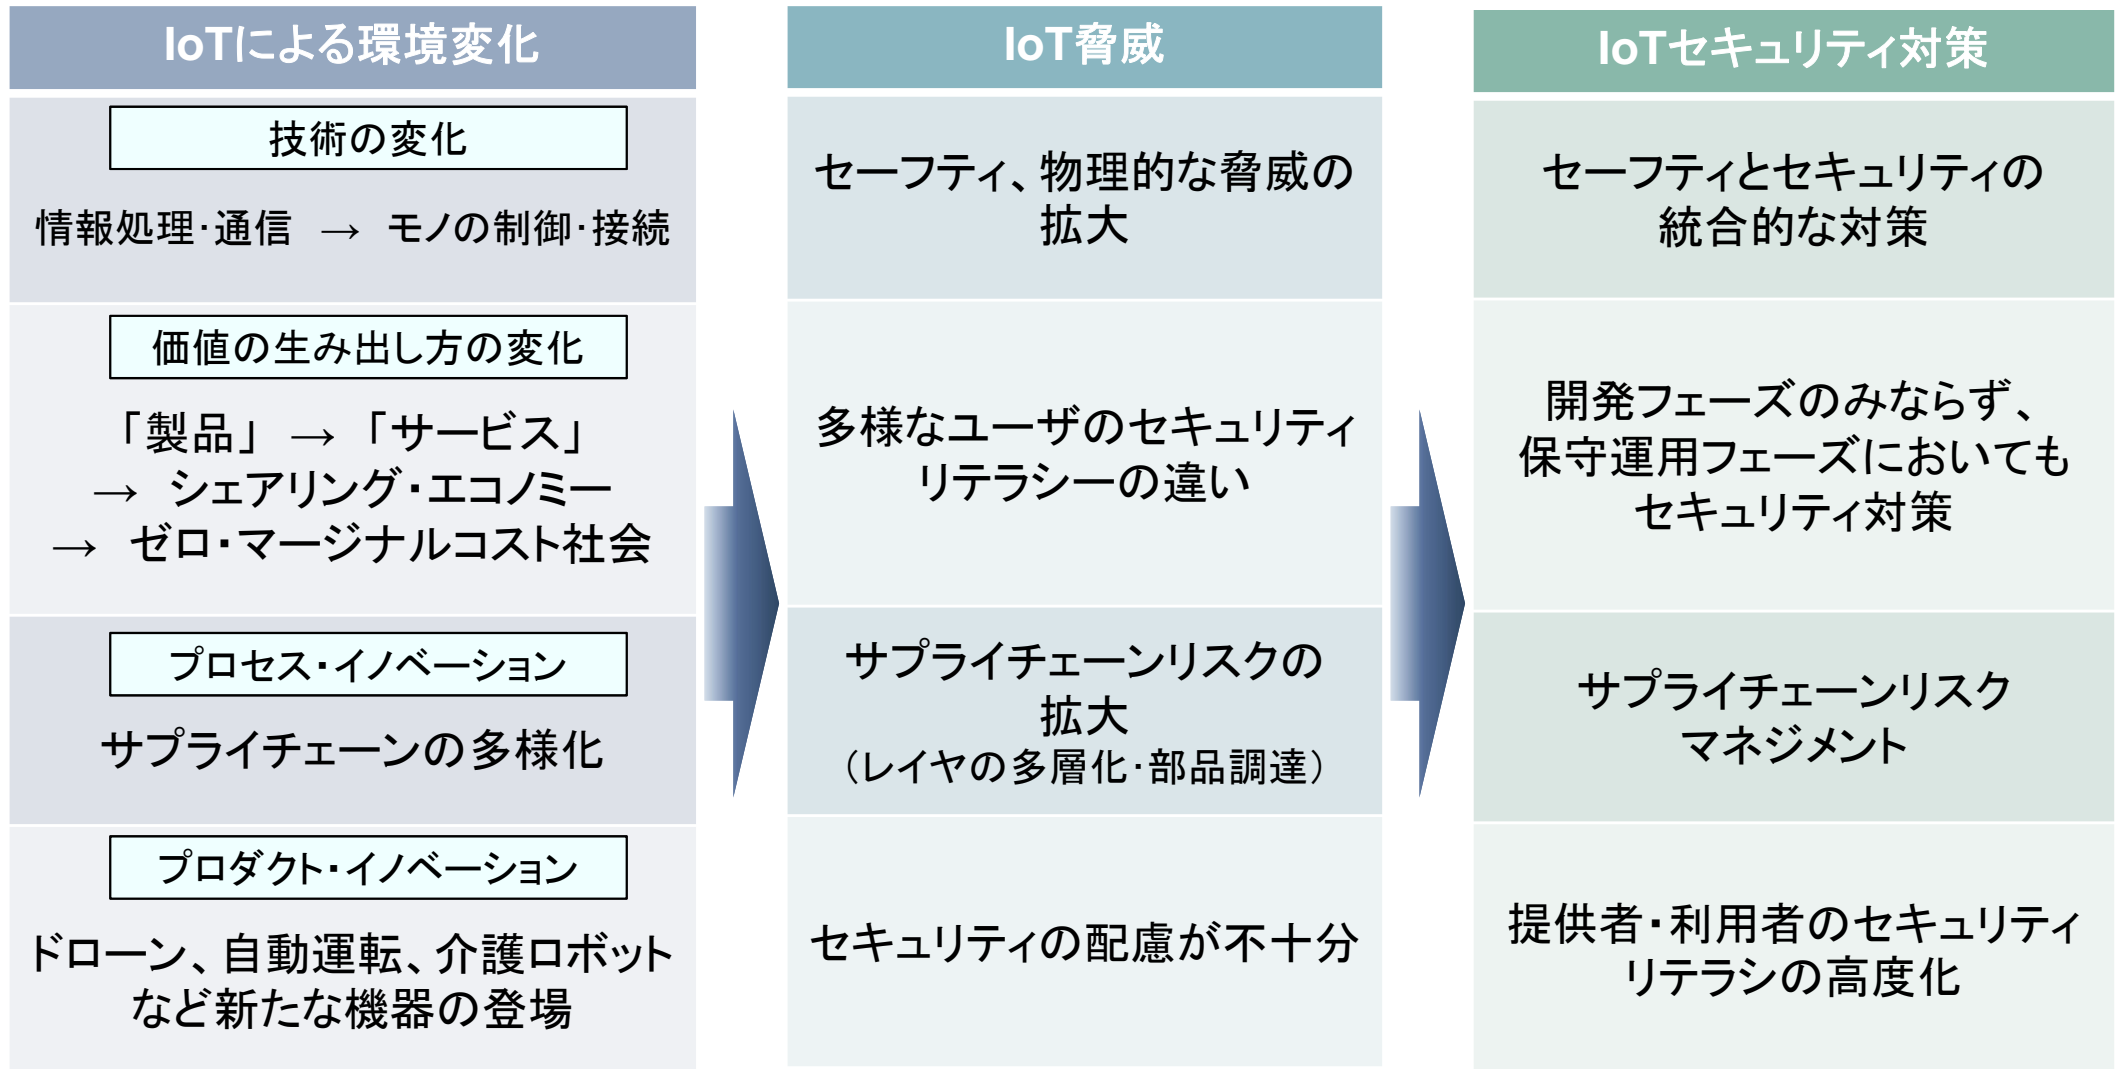 IoTによる環境変化
技術の変化
情報処理・通信 → モノの制御・接続
価値の生み出し方の変化
「製品」 → 「サービス」
→ シェアリング・エコノミー
→ ゼロ・マージナルコスト社会
プロセス・イノベーション
サプライチェーンの多様化
プロダクト・イノベーション
ドローン、自動運転、介護ロボット
など新たな機器の登場
IoT脅威
セーフティ、物理的な脅威の
拡大
多様なユーザのセキュリティ
リテラシーの違い
サプライチェーンリスクの
拡大
（レイヤの多層化・部品調達）
セキュリティの配慮が不十分
IoTセキュリティ対策
セーフティとセキュリティの
統合的な対策
開発フェーズのみならず、
保守運用フェーズにおいても
セキュリティ対策
サプライチェーンリスク
マネジメント
提供者・利用者のセキュリティ
リテラシの高度化